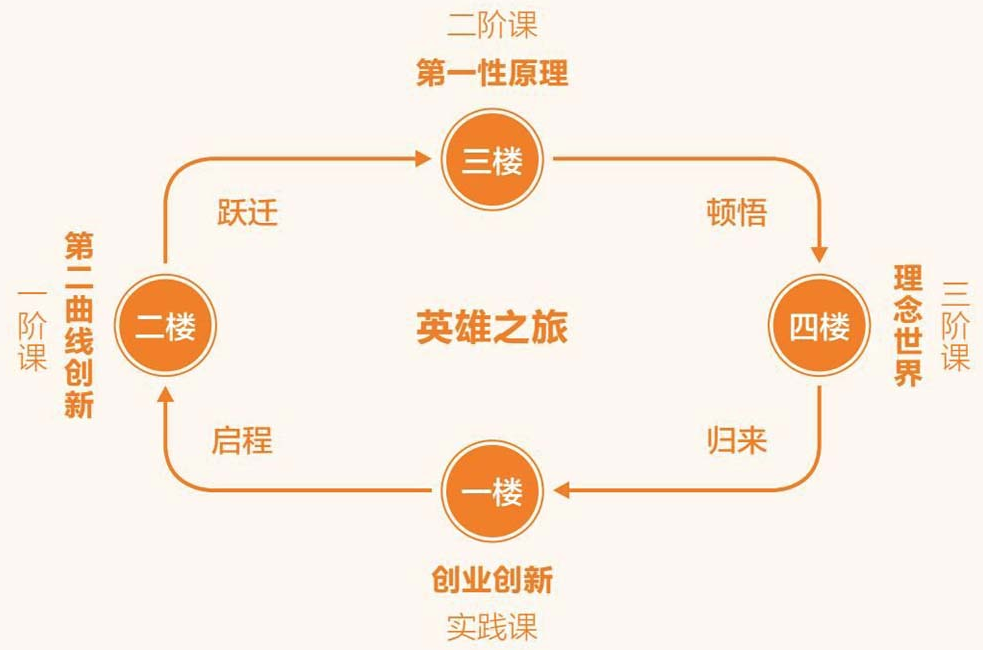 二阶课
第一性原理
三楼
跃迁
顿悟
一阶课
第二曲线创新
二楼
英雄之旅
四楼
理念世界
三阶课
启程
归来
一楼
创业创新
实践课